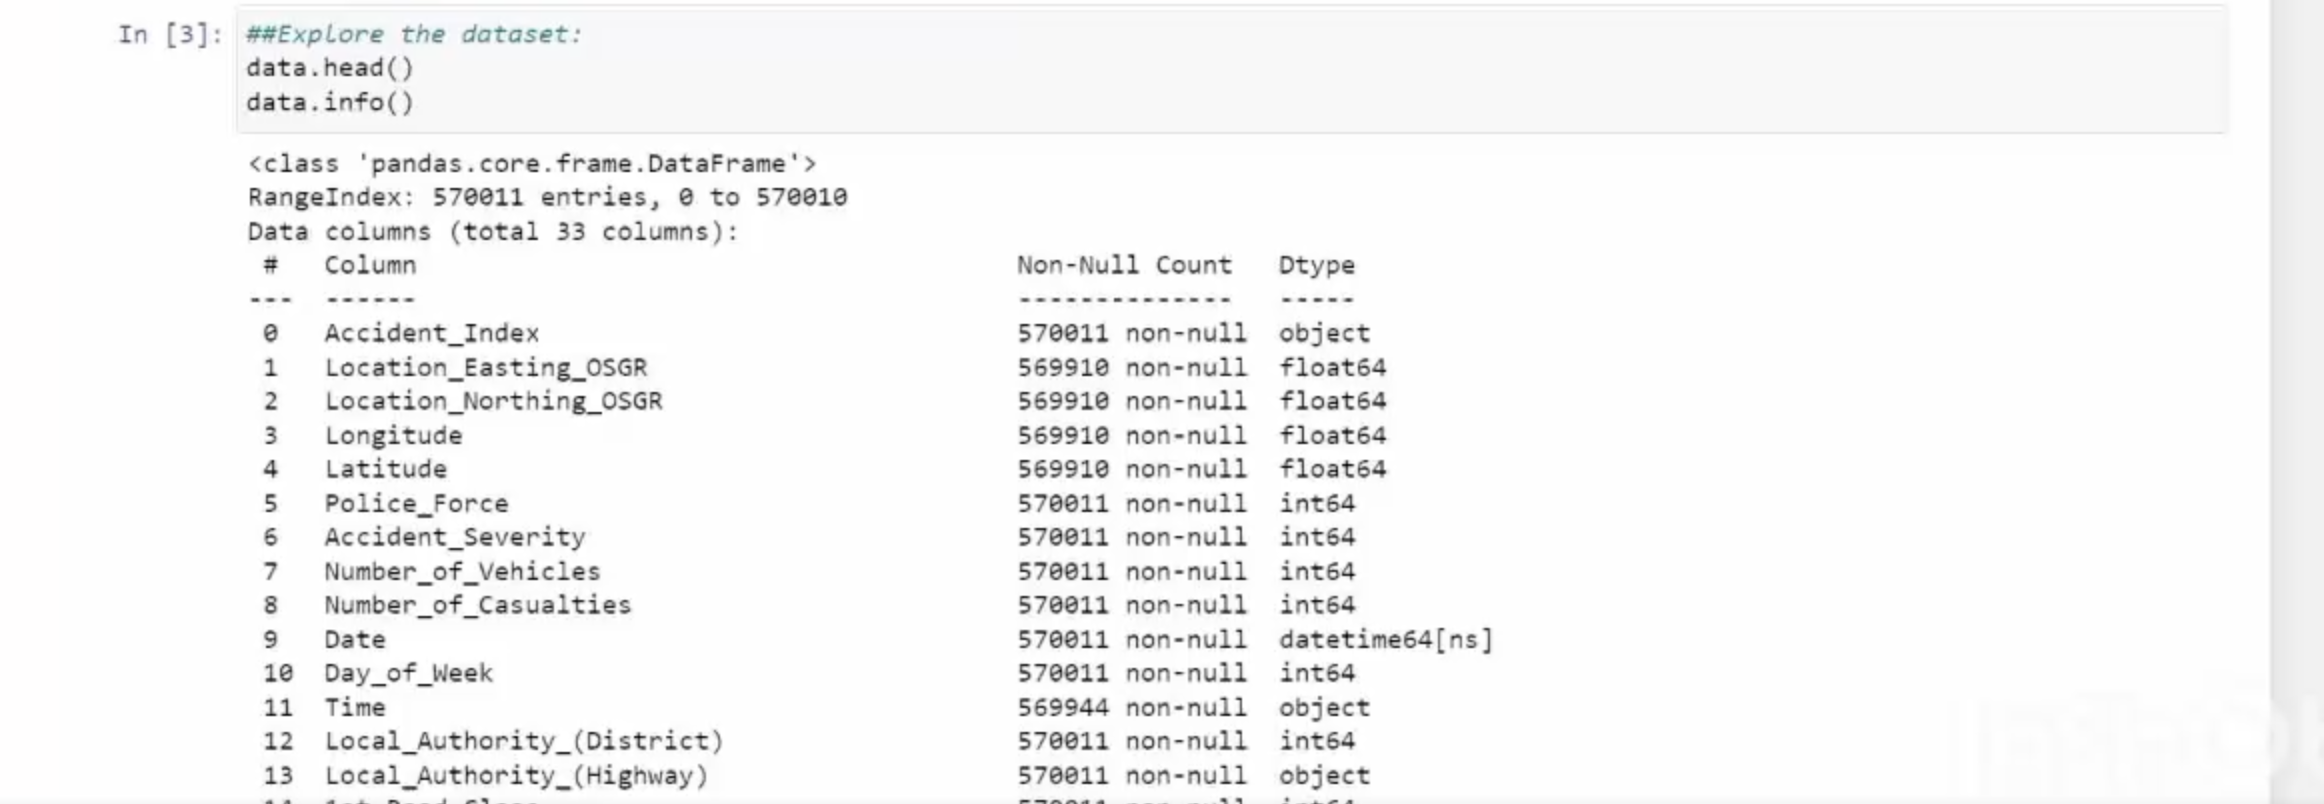 In [3]: ##Explore the dataset:
data.head()
data.info()
<class 'pandas.core.frame.DataFrame'>
RangeIndex: 570011 entries, 0 to 570010
Data columns (total 33 columns):
# Column Non-Null Count Dtype
--- ------ -------------- -----
0 Accident_Index 570011 non-null object
1 Location_Easting_OSGR 569910 non-null float64
2 Location_Northing_OSGR 569910 non-null float64
3 Longitude 569910 non-null float64
4 Latitude 569910 non-null float64
5 Police_Force 570011 non-null int64
6 Accident_Severity 570011 non-null int64
7 Number_of_Vehicles 570011 non-null int64
8 Number_of_Casualties 570011 non-null int64
9 Date 570011 non-null datetime64[ns]
10 Day_of_Week 570011 non-null int64
11 Time 569944 non-null object
12 Local_Authority_(District) 570011 non-null int64
13 Local_Authority_(Highway) 570011 non-null object